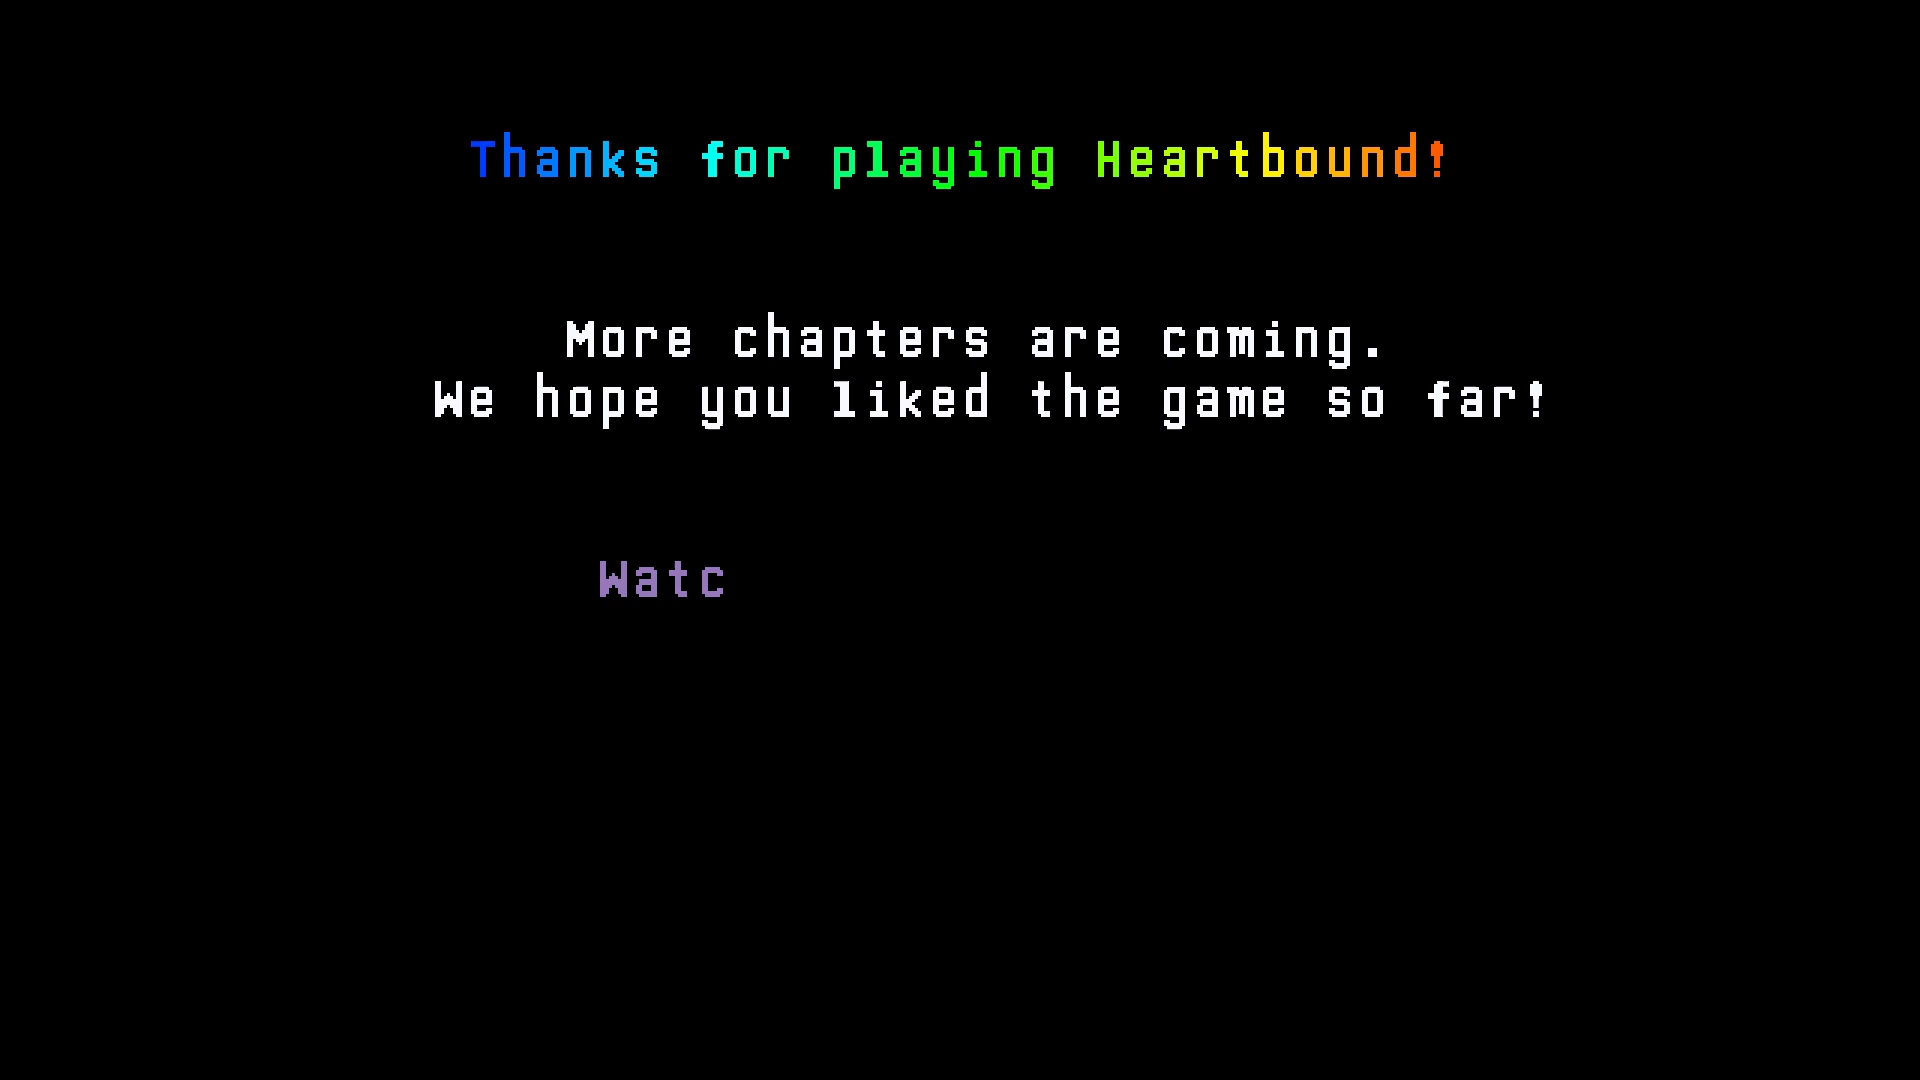 Thanks for playing Heartbound!
More chapters are coming.
We hope you liked the game so far!
Watc